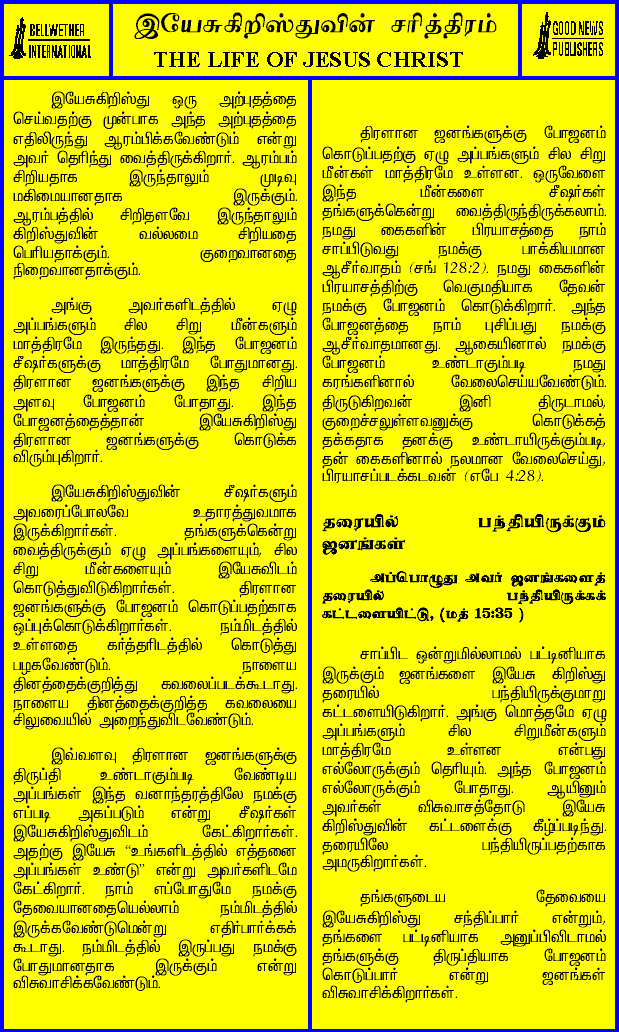 BELLWETHER
INTERNATIONAL
இயேசுகிறிஸ்துவின் சரித்திரம்
THE LIFE OF JESUS CHRIST
GOOD NEWS
PUBLISHERS
இயேசுகிறிஸ்து ஒரு அற்புதத்தை
செய்வதற்கு முன்பாக அந்த அற்புதத்தை
எதிலிருந்து ஆரம்பிக்கவேண்டும் என்று
அவர் தெரிந்து வைத்திருக்கிறார். ஆரம்பம்
சிறியதாக இருந்தாலும் முடிவு
மகிமையானதாக இருக்கும்.
ஆரம்பத்தில் சிறிதளவே இருந்தாலும்
கிறிஸ்துவின் வல்லமை சிறியதை
பெரியதாக்கும். குறைவானதை
நிறைவானதாக்கும்.
அங்கு அவர்களிடத்தில் ஏழு
அப்பங்களும் சில சிறு மீன்களும்
மாத்திரமே இருந்தது. இந்த போஜனம்
சீஷர்களுக்கு மாத்திரமே போதுமானது.
திரளான ஜனங்களுக்கு இந்த சிறிய
அளவு போஜனம் போதாது. இந்த
போஜனத்தைத்தான் இயேசுகிறிஸ்து
திரளான ஜனங்களுக்கு கொடுக்க
விரும்புகிறார்.
இயேசுகிறிஸ்துவின் சீஷர்களும்
அவரைப்போலவே உதாரத்துவமாக
இருக்கிறார்கள். தங்களுக்கென்று
வைத்திருக்கும் ஏழு அப்பங்களையும், சில
சிறு மீன்களையும் இயேசுவிடம்
கொடுத்துவிடுகிறார்கள். திரளான
ஜனங்களுக்கு போஜனம் கொடுப்பதற்காக
ஒப்புக்கொடுக்கிறார்கள். நம்மிடத்தில்
உள்ளதை கர்த்தரிடத்தில் கொடுத்து
பழகவேண்டும். நாளைய
தினத்தைக்குறித்து கவலைப்படக்கூடாது.
நாளைய தினத்தைக்குறித்த கவலையை
சிலுவையில் அறைந்துவிடவேண்டும்.
இவ்வளவு திரளான ஜனங்களுக்கு
திருப்தி உண்டாகும்படி வேண்டிய
அப்பங்கள் இந்த வனாந்தரத்திலே நமக்கு
எப்படி அகப்படும் என்று சீஷர்கள்
இயேசுகிறிஸ்துவிடம் கேட்கிறார்கள்.
அதற்கு இயேசு “உங்களிடத்தில் எத்தனை
அப்பங்கள் உண்டு” என்று அவர்களிடமே
கேட்கிறார். நாம் எப்போதுமே நமக்கு
தேவையானதையெல்லாம் நம்மிடத்தில்
இருக்கவேண்டுமென்று எதிர்பார்க்கக்
கூடாது. நம்மிடத்தில் இருப்பது நமக்கு
போதுமானதாக இருக்கும் என்று
விசுவாசிக்கவேண்டும்.
திரளான ஜனங்களுக்கு போஜனம்
கொடுப்பதற்கு ஏழு அப்பங்களும் சில சிறு
மீன்கள் மாத்திரமே உள்ளன. ஒருவேளை
இந்த மீன்களை சீஷர்கள்
தங்களுக்கென்று வைத்திருந்திருக்கலாம்.
நமது கைகளின் பிரயாசத்தை நாம்
சாப்பிடுவது நமக்கு பாக்கியமான
ஆசீர்வாதம் (சங் 128:2). நமது கைகளின்
பிரயாசத்திற்கு வெகுமதியாக தேவன்
நமக்கு போஜனம் கொடுக்கிறார். அந்த
போஜனத்தை நாம் புசிப்பது நமக்கு
ஆசீர்வாதமானது. ஆகையினால் நமக்கு
போஜனம் உண்டாகும்படி நமது
கரங்களினால் வேலைசெய்யவேண்டும்.
திருடுகிறவன் இனி திருடாமல்,
குறைச்சலுள்ளவனுக்கு கொடுக்கத்
தக்கதாக தனக்கு உண்டாயிருக்கும்படி,
தன் கைகளினால் நலமான வேலைசெய்து,
பிரயாசப்படக்கடவன் (எபே 4:28).
தரையில் பந்தியிருக்கும்
ஜனங்கள்
அப்பொழுது அவர் ஜனங்களைத்
தரையில் பந்தியிருக்கக்
கட்டளையிட்டு, (மத் 15:35 )
சாப்பிட ஒன்றுமில்லாமல் பட்டினியாக
இருக்கும் ஜனங்களை இயேசு கிறிஸ்து
தரையில் பந்தியிருக்குமாறு
கட்டளையிடுகிறார். அங்கு மொத்தமே ஏழு
அப்பங்களும் சில சிறுமீன்களும்
மாத்திரமே உள்ளன என்பது
எல்லோருக்கும் தெரியும். அந்த போஜனம்
எல்லோருக்கும் போதாது. ஆயினும்
அவர்கள் விசுவாசத்தோடு இயேசு
கிறிஸ்துவின் கட்டளைக்கு கீழ்ப்படிந்து.
தரையிலே பந்தியிருப்பதற்காக
அமருகிறார்கள்.
தங்களுடைய தேவையை
இயேசுகிறிஸ்து சந்திப்பார் என்றும்,
தங்களை பட்டினியாக அனுப்பிவிடாமல்
தங்களுக்கு திருப்தியாக போஜனம்
கொடுப்பார் என்று ஜனங்கள்
விசுவாசிக்கிறார்கள்.